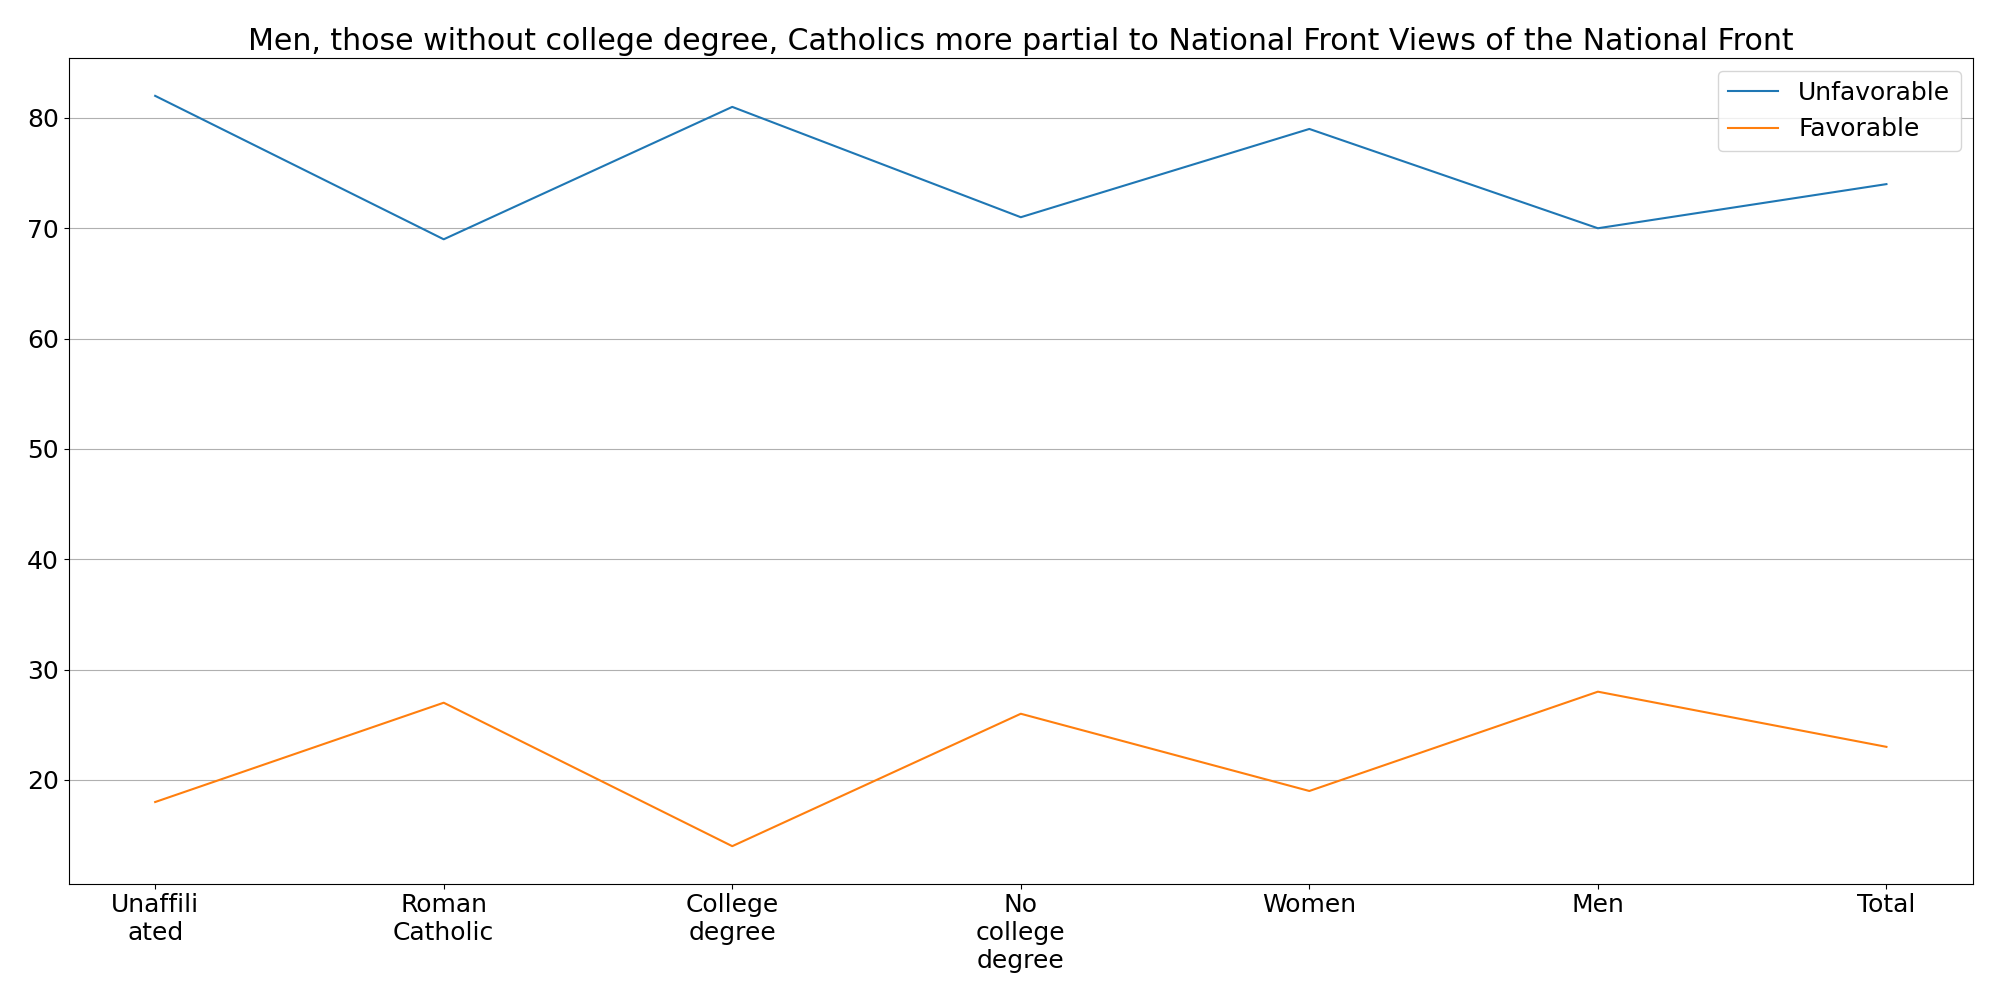 Men, those without college degree, Catholics more partial to National Front Views of the National Front
Unfavorable
Favorable
80
70
60
50
40
30
20
Unaffili
ated
Roman
Catholic
College
degree
No
college
degree
Women
Men
Total